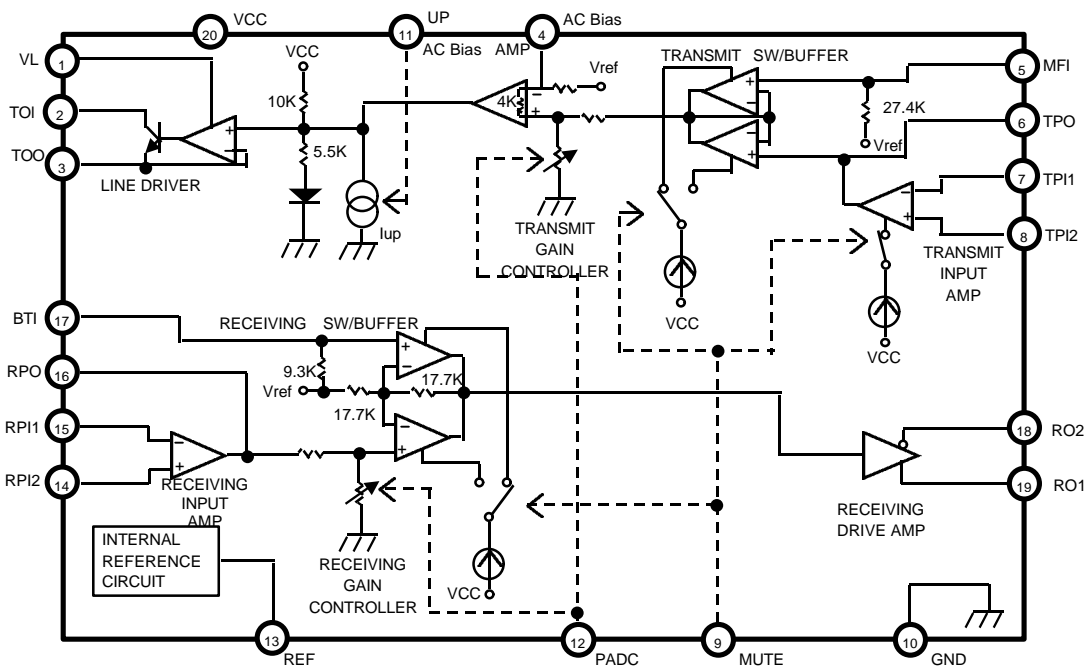 VCC
UP
AC Bias
20
11
4
VL
1
VCC
AC Bias AMP
TRANSMIT SW/BUFFER
5
MFI
Vref
TOI
2
10K
4K
27.4K
6
TPO
Vref
TOO
3
LINE DRIVER
5.5K
7
TPI1
Iup
TRANSMIT
GAIN
CONTROLLER
8
TPI2
TRANSMIT
INPUT
AMP
VCC
VCC
BTI
17
RECEIVING SW/BUFFER
RPO
16
9.3K
17.7K
Vref
17.7K
RPI1
15
18
RO2
RPI2
14
RECEIVING
INPUT
AMP
19
RO1
RECEIVING
DRIVE AMP
INTERNAL
REFERENCE
CIRCUIT
RECEIVING
GAIN
CONTROLLER
VCC
13
REF
12
PADC
9
MUTE
10
GND